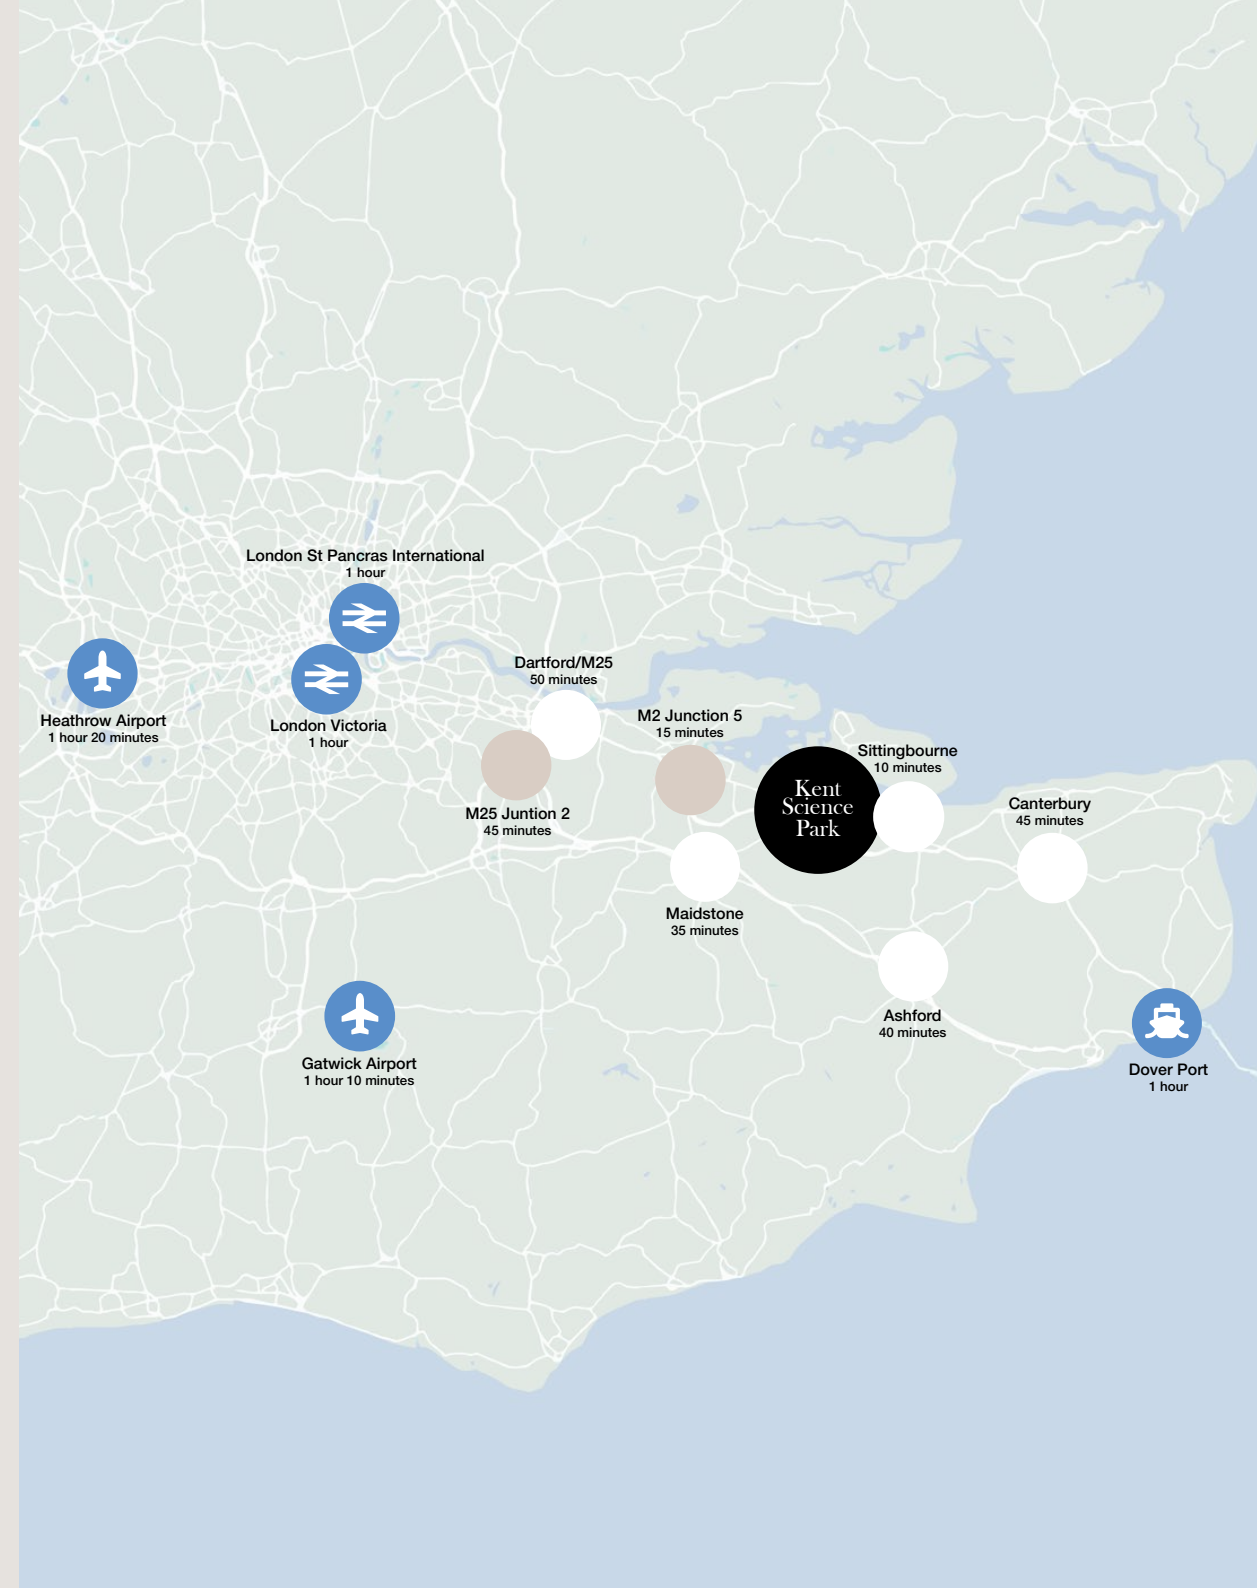 London St Pancras International
1 hour
Heathrow Airport
1 hour 20 minutes
London Victoria
1 hour
Dartford/M25
50 minutes
M2 Junction 5
15 minutes
M25 Juntion 2
45 minutes
Kent
Science
Park
Sittingbourne
10 minutes
Canterbury
45 minutes
Maidstone
35 minutes
Ashford
40 minutes
Gatwick Airport
1 hour 10 minutes
Dover Port
1 hour